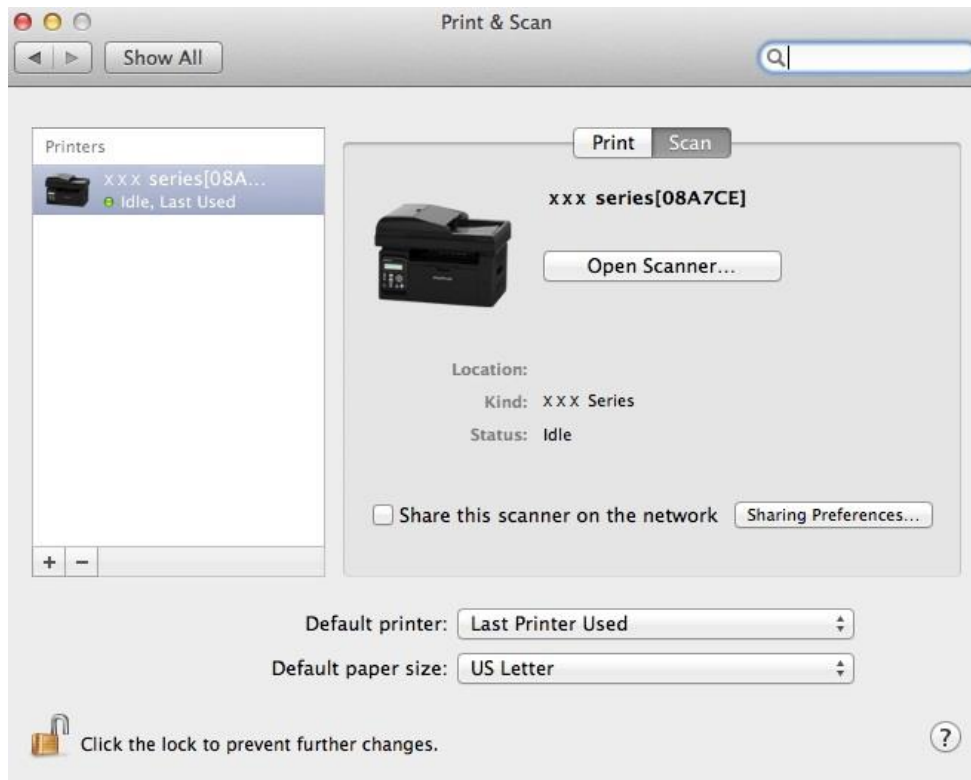 Print & Scan
Show All
Printers
xxx series[08A...
Idle, Last Used
Print Scan
xxx series[08A7CE]
Open Scanner...
Location:
Kind: XXX Series
Status: Idle
Share this scanner on the network Sharing Preferences...
+ −
Default printer: Last Printer Used
Default paper size: US Letter
Click the lock to prevent further changes.
?